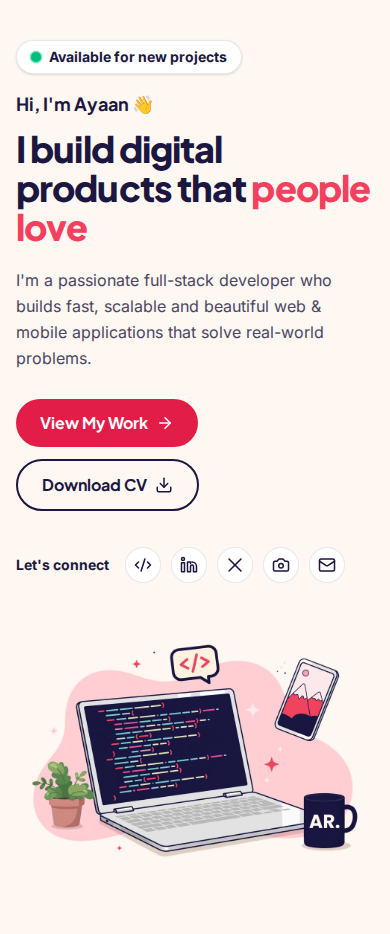 Available for new projects
Hi, I'm Ayaan 👋
I build digital
products that people
love
I'm a passionate full-stack developer who
builds fast, scalable and beautiful web &
mobile applications that solve real-world
problems.
View My Work
Download CV
Let's connect
</>
in
</>
AR.